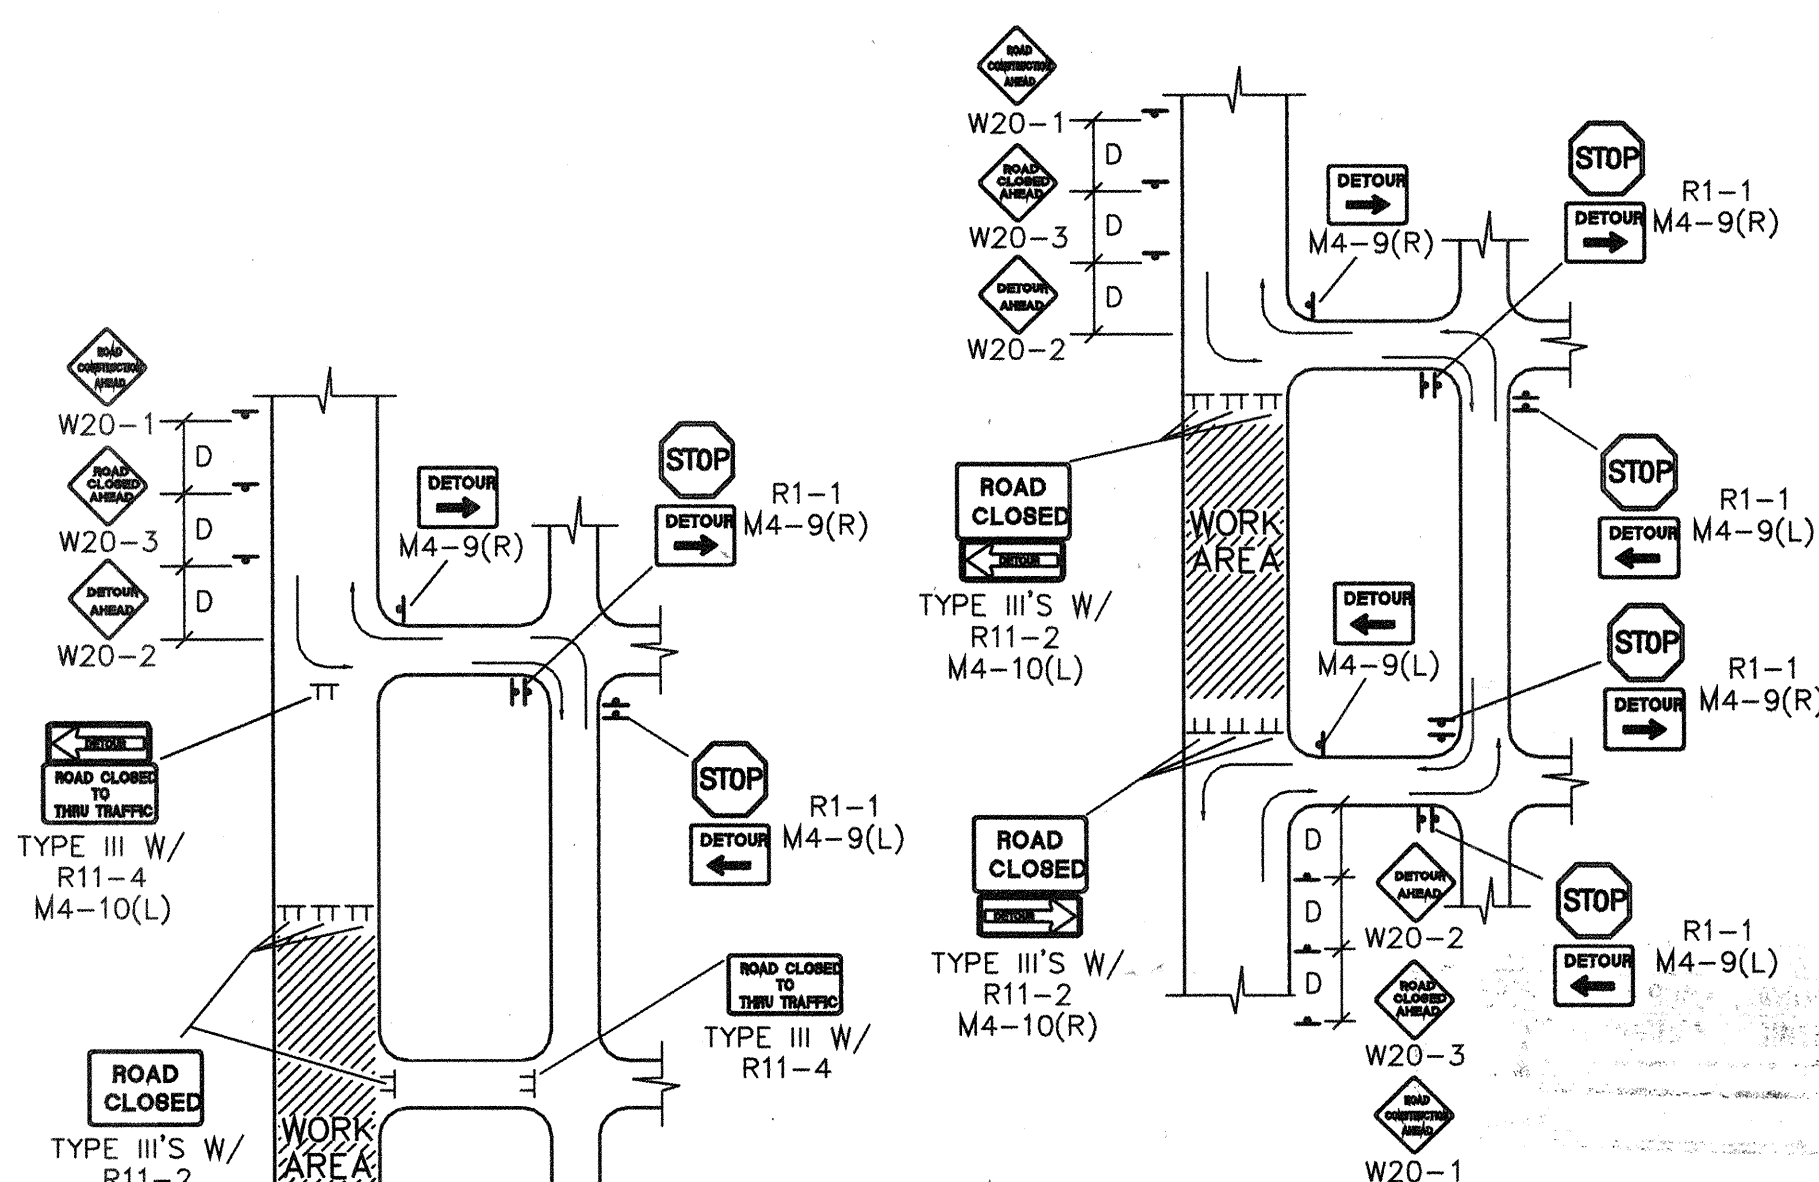 ROAD
CONSTRUCTION
AHEAD
W20-1
D
ROAD
CLOSED
AHEAD
W20-3
D
DETOUR
AHEAD
W20-2
D
DETOUR
M4-9(R)
STOP
DETOUR
R1-1
M4-9(R)
DETOUR
ROAD CLOSED
TO
THRU TRAFFIC
TYPE III W/
R11-4
M4-10(L)
STOP
DETOUR
R1-1
M4-9(L)
ROAD CLOSED
TO
THRU TRAFFIC
TYPE III W/
R11-4
ROAD
CLOSED
TYPE III'S W/
R11-2
WORK
AREA
ROAD
CONSTRUCTION
AHEAD
W20-1
D
ROAD
CLOSED
AHEAD
W20-3
D
DETOUR
AHEAD
W20-2
D
DETOUR
M4-9(R)
STOP
DETOUR
R1-1
M4-9(R)
ROAD
CLOSED
DETOUR
TYPE III'S W/
R11-2
M4-10(L)
WORK
AREA
STOP
DETOUR
R1-1
M4-9(L)
DETOUR
M4-9(L)
STOP
DETOUR
R1-1
M4-9(R)
ROAD
CLOSED
DETOUR
TYPE III'S W/
R11-2
M4-10(R)
D
DETOUR
AHEAD
W20-2
D
ROAD
CLOSED
AHEAD
W20-3
D
ROAD
CONSTRUCTION
AHEAD
W20-1
STOP
DETOUR
R1-1
M4-9(L)